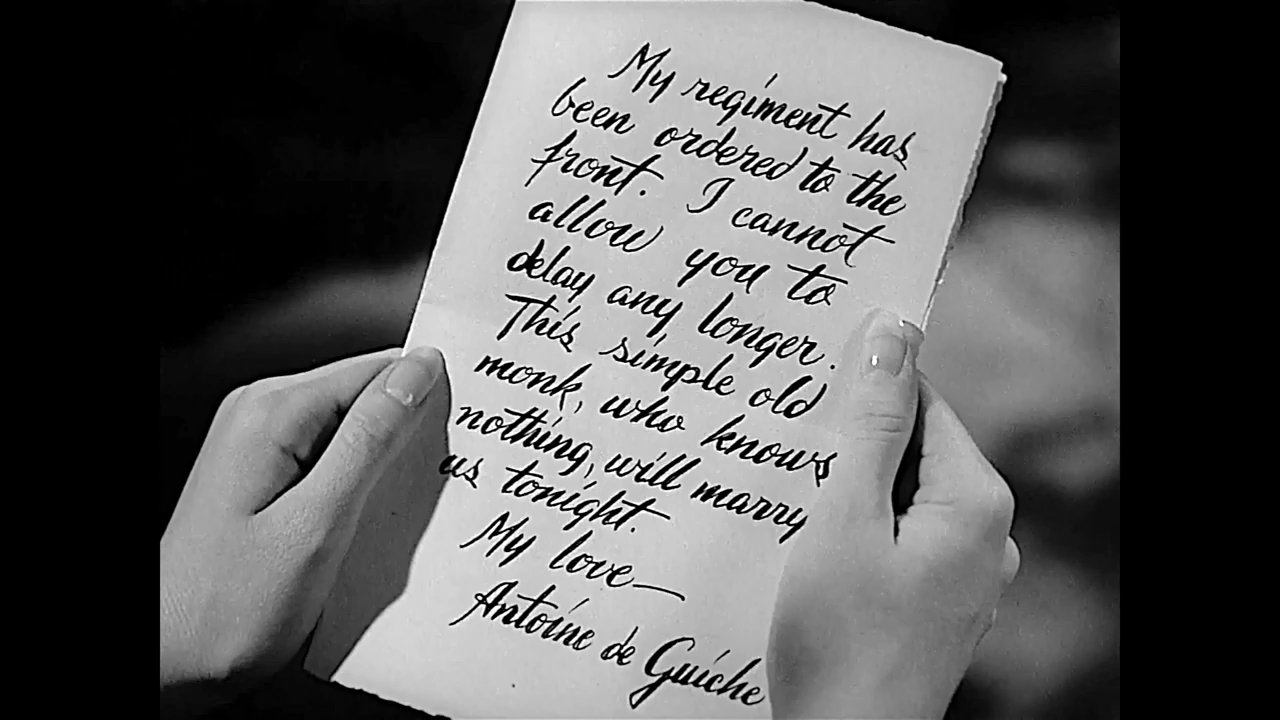 My regiment has
been ordered to the
front. I cannot
allow you to
delay any longer.
This simple old
monk, who knows
nothing, will marry
us tonight.
My love—
Antoine de Guiche